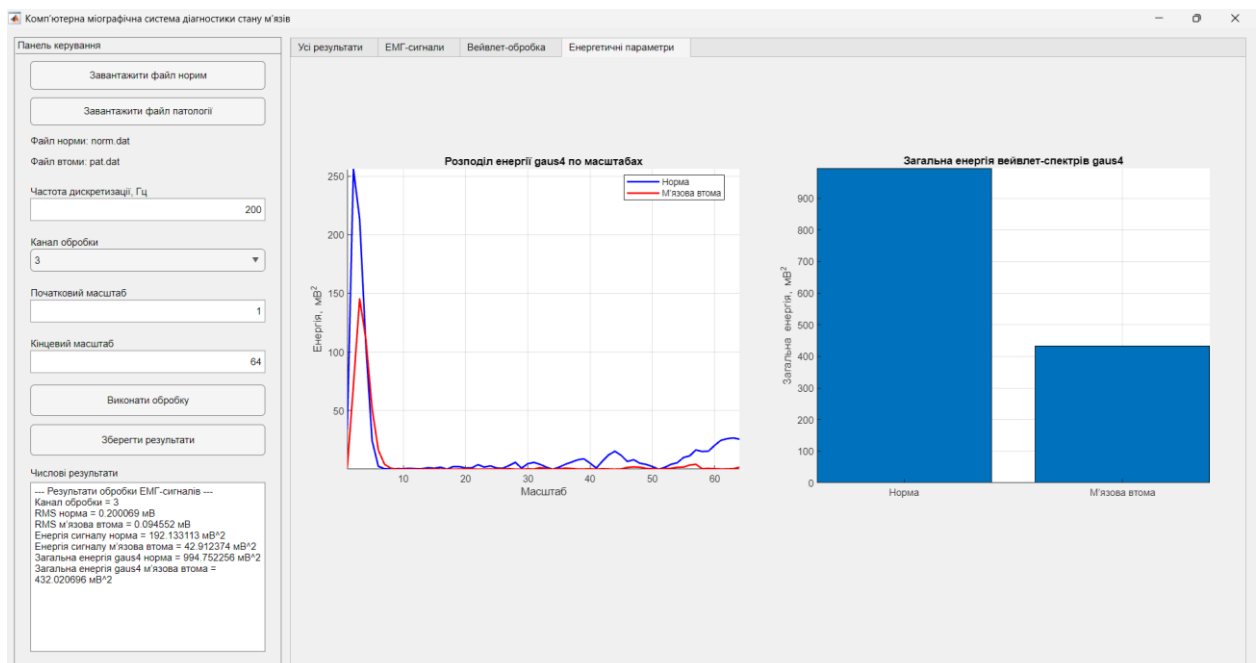 Комп'ютерна міографічна система діагностики стану м'язів
Панель керування
Завантажити файл норим
Завантажити файл патології
Файл норми: norm.dat
Файл втоми: pat.dat
Частота дискретизації, Гц
200
Канал обробки
3
Початковий масштаб
1
Кінцевий масштаб
64
Виконати обробку
Зберегти результати
Числові результати
--- Результати обробки ЕМГ-сигналів ---
Канал обробки = 3
RMS норма = 0.200069 мВ
RMS м'язова втома = 0.094552 мВ
Енергія сигналу норма = 192.133113 мВ^2
Енергія сигналу м'язова втома = 42.912374 мВ^2
Загальна енергія gaus4 норма = 994.752256 мВ^2
Загальна енергія gaus4 м'язова втома =
432.020696 мВ^2
Усі результати
ЕМГ-сигнали
Вейвлет-обробка
Енергетичні параметри
Розподіл енергії gaus4 по масштабах
Норма
М'язова втома
Енергія, мВ²
250
200
150
100
50
10
20
30
40
50
60
Масштаб
Загальна енергія вейвлет-спектрів gaus4
Загальна енергія, мВ²
900
800
700
600
500
400
300
200
100
0
Норма
М'язова втома